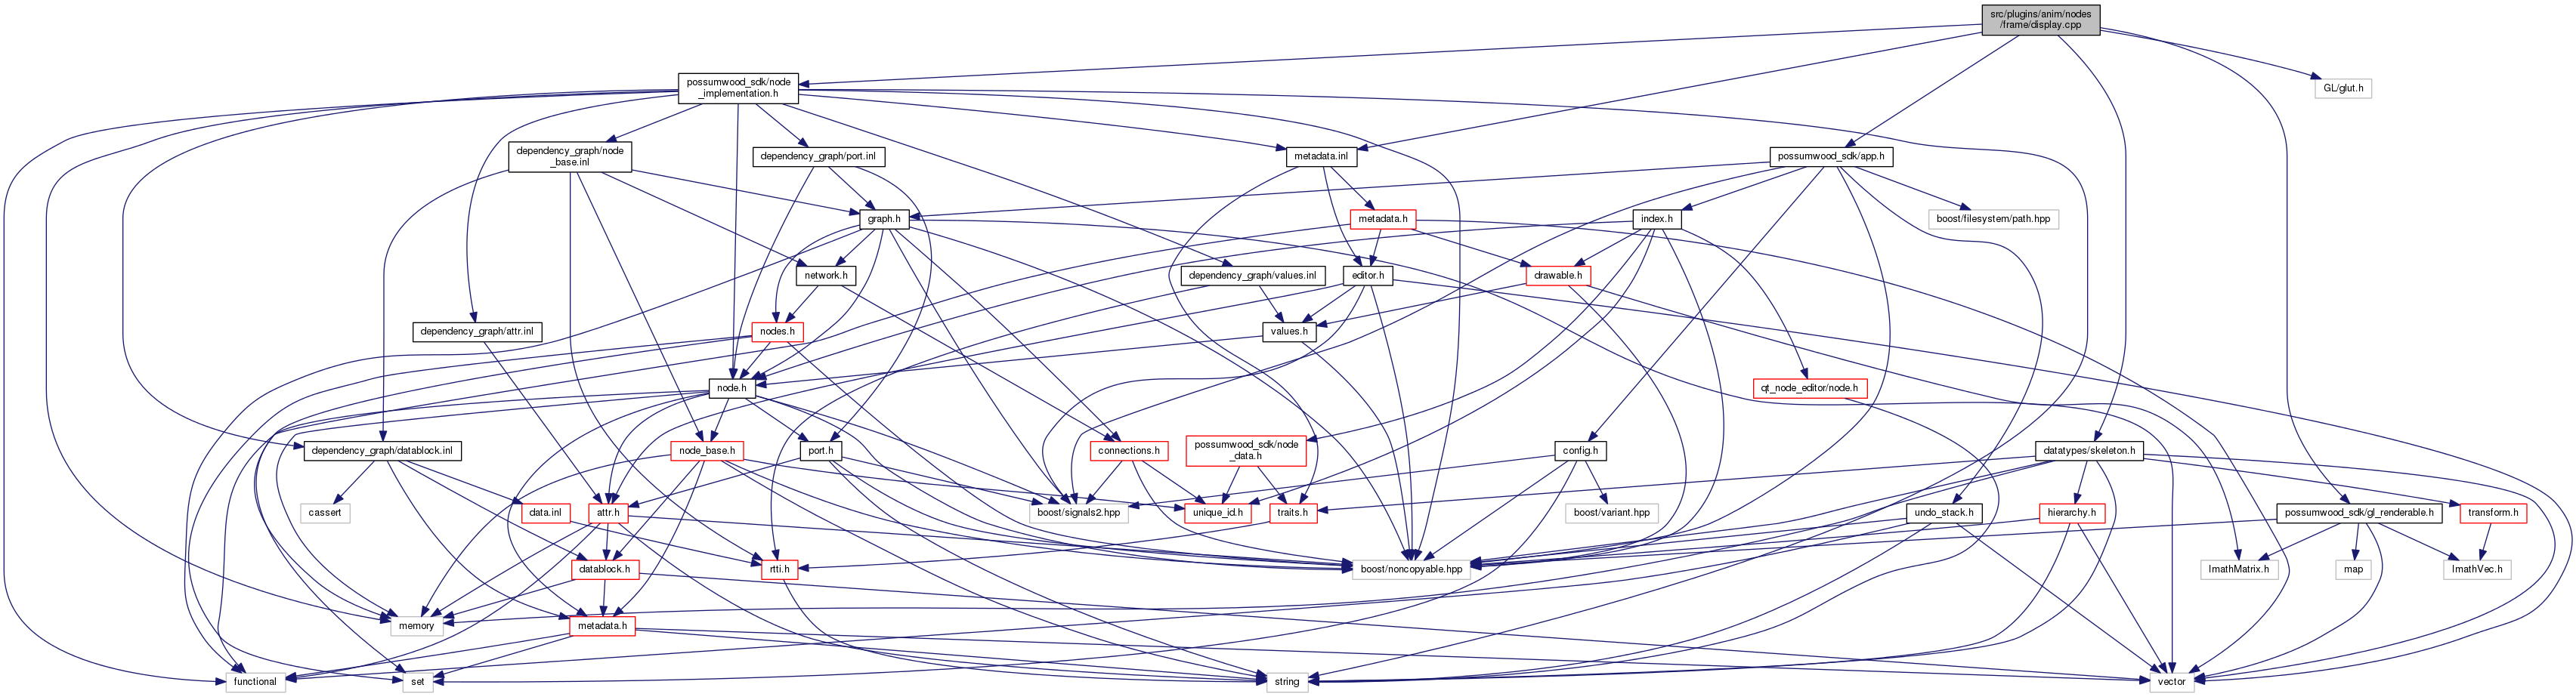 src/plugins/anim/nodes
/frame/display.cpp
possumwood_sdk/node
_implementation.h
GL/glut.h
dependency_graph/node
_base.inl
dependency_graph/port.inl
metadata.inl
possumwood_sdk/app.h
graph.h
metadata.h
index.h
boost/filesystem/path.hpp
network.h
dependency_graph/values.inl
editor.h
drawable.h
dependency_graph/attr.inl
nodes.h
values.h
node.h
qt_node_editor/node.h
dependency_graph/datablock.inl
node_base.h
port.h
connections.h
possumwood_sdk/node
_data.h
config.h
datatypes/skeleton.h
cassert
data.inl
attr.h
boost/signals2.hpp
unique_id.h
traits.h
boost/variant.hpp
undo_stack.h
hierarchy.h
possumwood_sdk/gl_renderable.h
transform.h
datablock.h
rtti.h
boost/noncopyable.hpp
ImathMatrix.h
map
ImathVec.h
memory
metadata.h
functional
set
string
vector